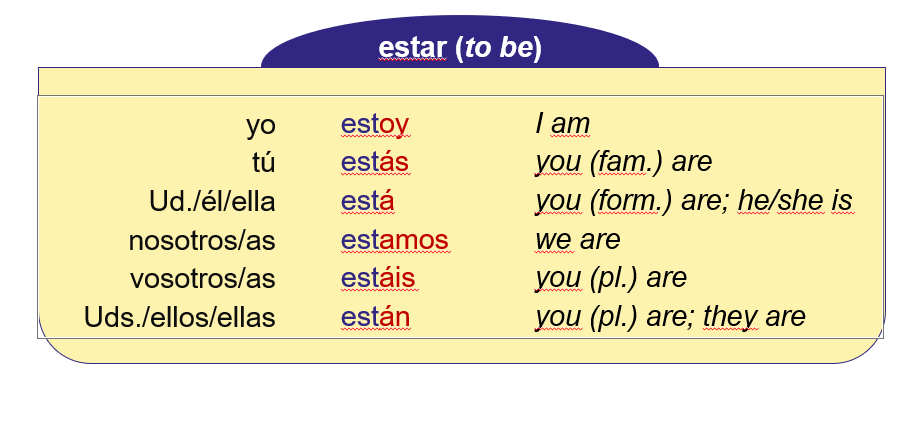 estar (to be)
yo estoy I am
tú estás you (fam.) are
Ud./él/ella está you (form.) are; he/she is
nosotros/as estamos we are
vosotros/as estáis you (pl.) are
Uds./ellos/ellas están you (pl.) are; they are